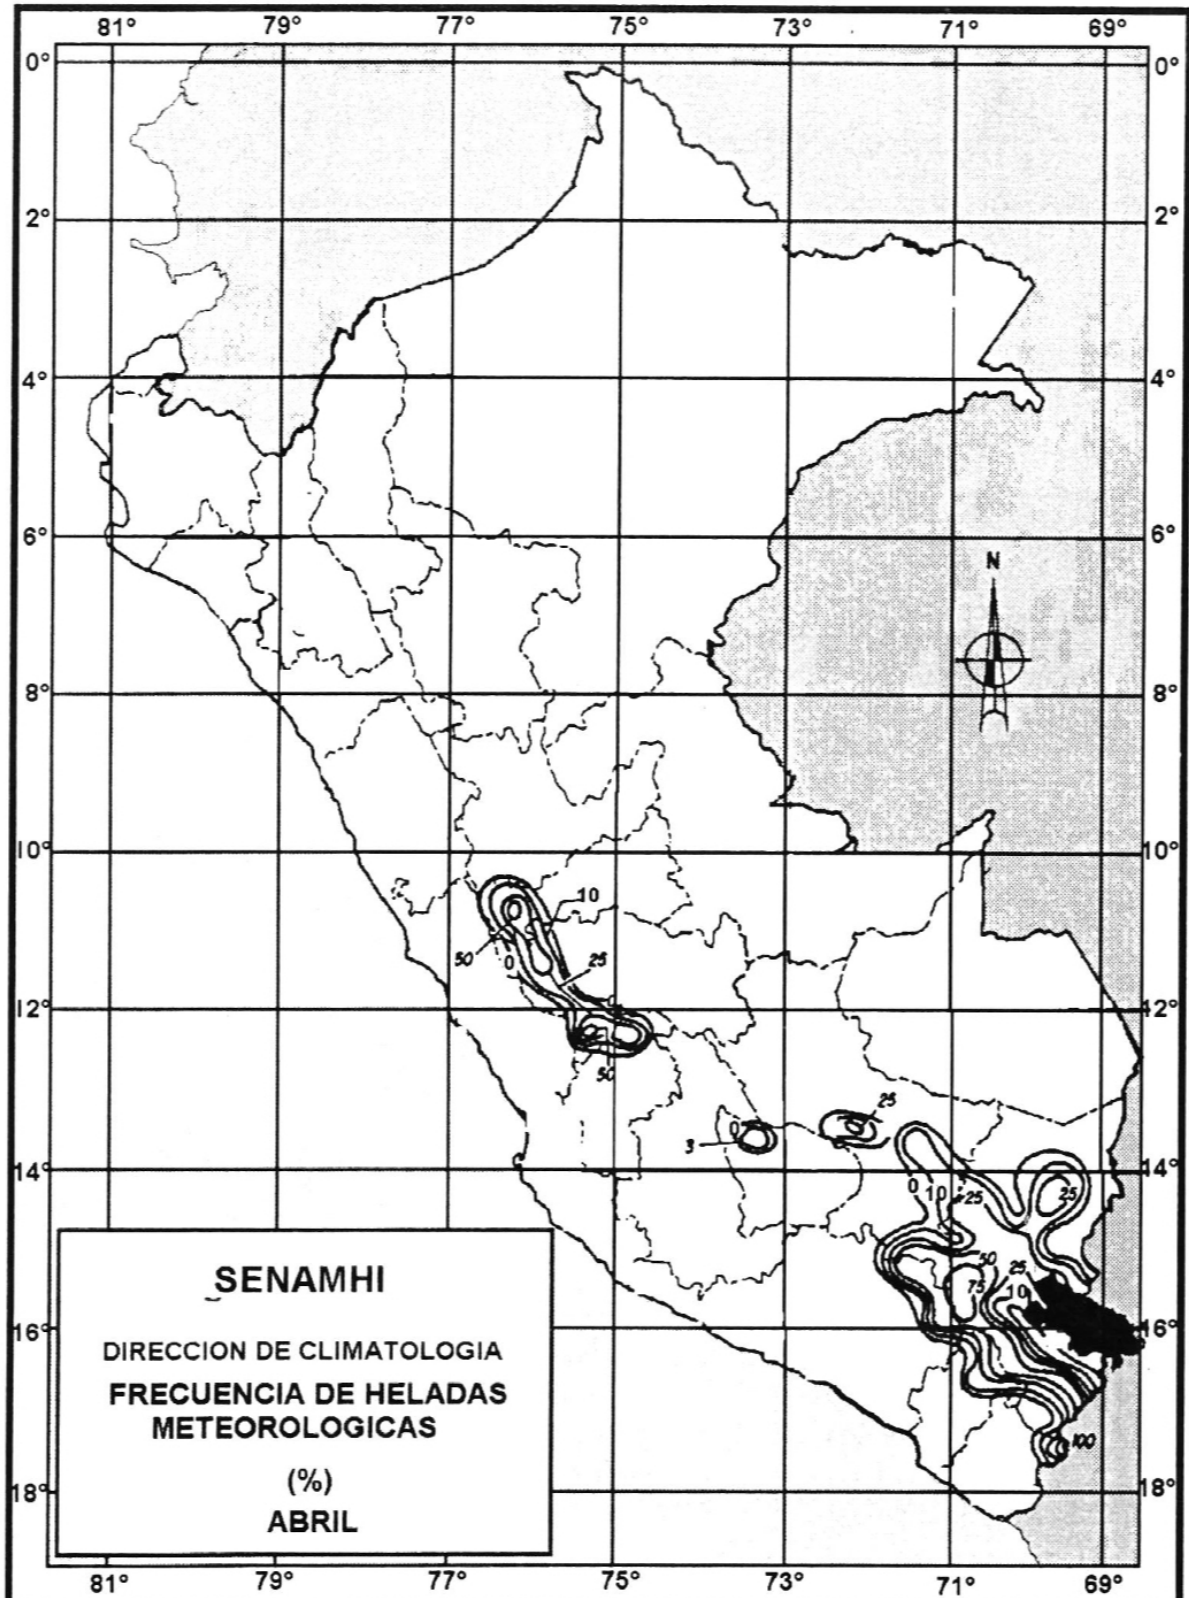 81° 79° 77° 75° 73° 71° 69°
0° 0°
2° 2°
4° 4°
6° 6°
N
8° 8°
10° 10°
10
50 0 25
0
12° 12°
50
25
0
3
14° 14°
0 10 25 25
50 25
75 10
SENAMHI
16° 16°
DIRECCION DE CLIMATOLOGIA
FRECUENCIA DE HELADAS
METEOROLOGICAS
100
(%)
18° 18°
ABRIL
81° 79° 77° 75° 73° 71° 69°